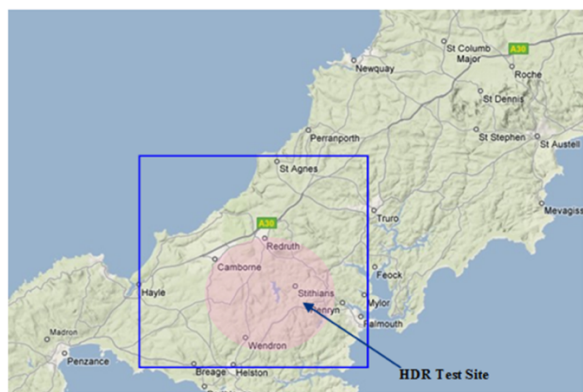 St Columb
Major
A30
Roche
Newquay
St Dennis
St Stephen
St Austell
Perranporth
St Agnes
Truro
Mevagiss
A30
Redruth
Camborne
Feock
Hayle
Stithians
Mylor
Penryn
Falmouth
Madron
Wendron
Penzance
Breage
Helston
HDR Test Site